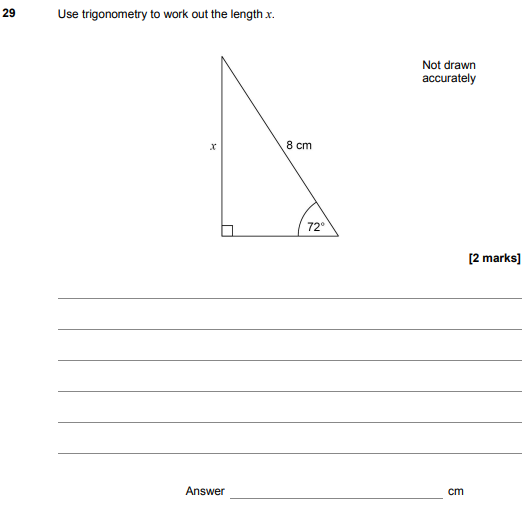 29 Use trigonometry to work out the length x.
Not drawn
accurately
x
8 cm
72°
[2 marks]
Answer
cm